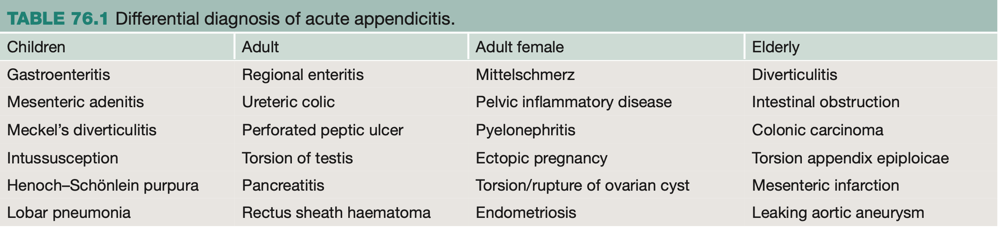 TABLE 76.1 Differential diagnosis of acute appendicitis.
Children Adult Adult female Elderly
Gastroenteritis Regional enteritis Mittelschmerz Diverticulitis
Mesenteric adenitis Ureteric colic Pelvic inflammatory disease Intestinal obstruction
Meckel’s diverticulitis Perforated peptic ulcer Pyelonephritis Colonic carcinoma
Intussusception Torsion of testis Ectopic pregnancy Torsion appendix epiploicae
Henoch–Schönlein purpura Pancreatitis Torsion/rupture of ovarian cyst Mesenteric infarction
Lobar pneumonia Rectus sheath haematoma Endometriosis Leaking aortic aneurysm